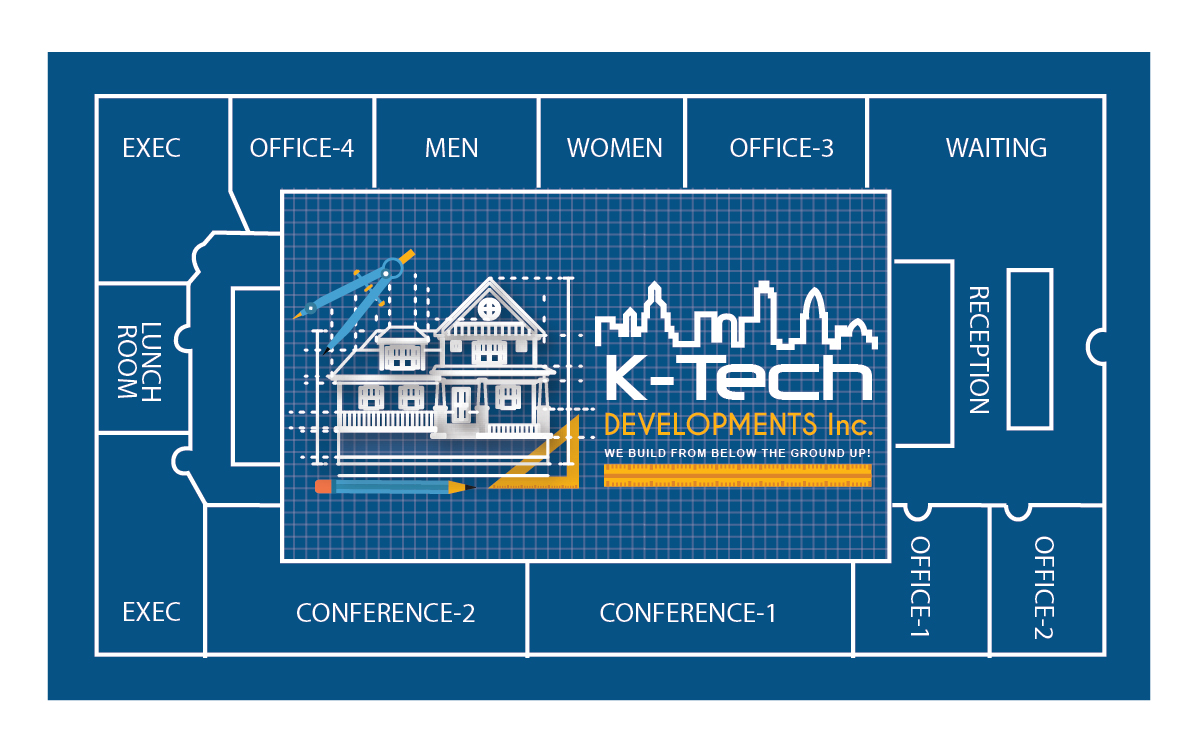 EXEC
OFFICE-4
MEN
WOMEN
OFFICE-3
WAITING
LUNCH
ROOM
K-Tech
DEVELOPMENTS Inc.
WE BUILD FROM BELOW THE GROUND UP!
RECEPTION
EXEC
CONFERENCE-2
CONFERENCE-1
OFFICE-1
OFFICE-2